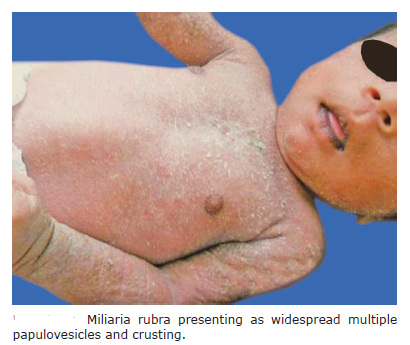 Miliaria rubra presenting as widespread multiple
papulovesicles and crusting.